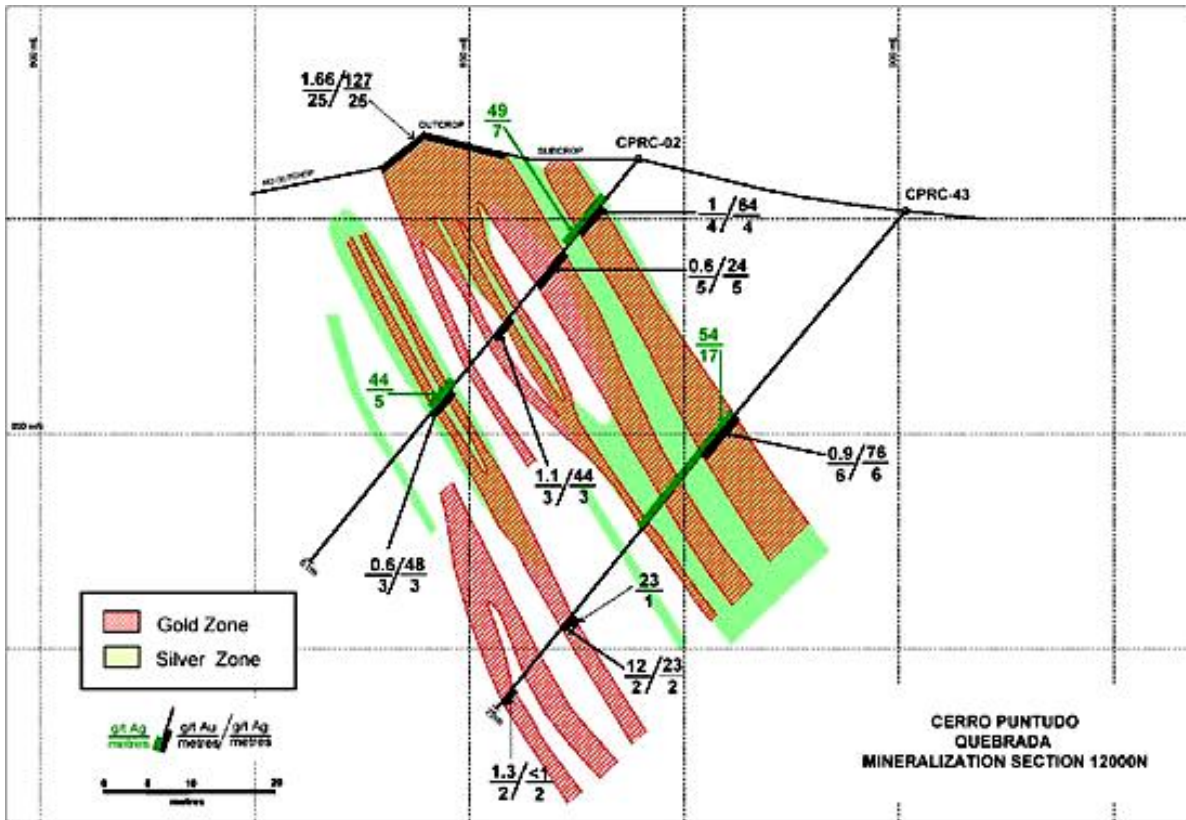 1.66/127
25/25
OUTCROP
49
7
SUBCROP
CPRC-02
NO OUTCROP
CPRC-43
1/64
4/4
0.6/24
5/5
54
17
44
5
0.9/76
6/6
1.1/44
3/3
0.6/48
3/3
23
1
12/23
2/2
1.3/<1
2/2
Gold Zone
Silver Zone
g/t Ag
metres
g/t Au/g/t Ag
metres/metres
0 5 10 20
metres
CERRO PUNTUDO
QUEBRADA
MINERALIZATION SECTION 12000N